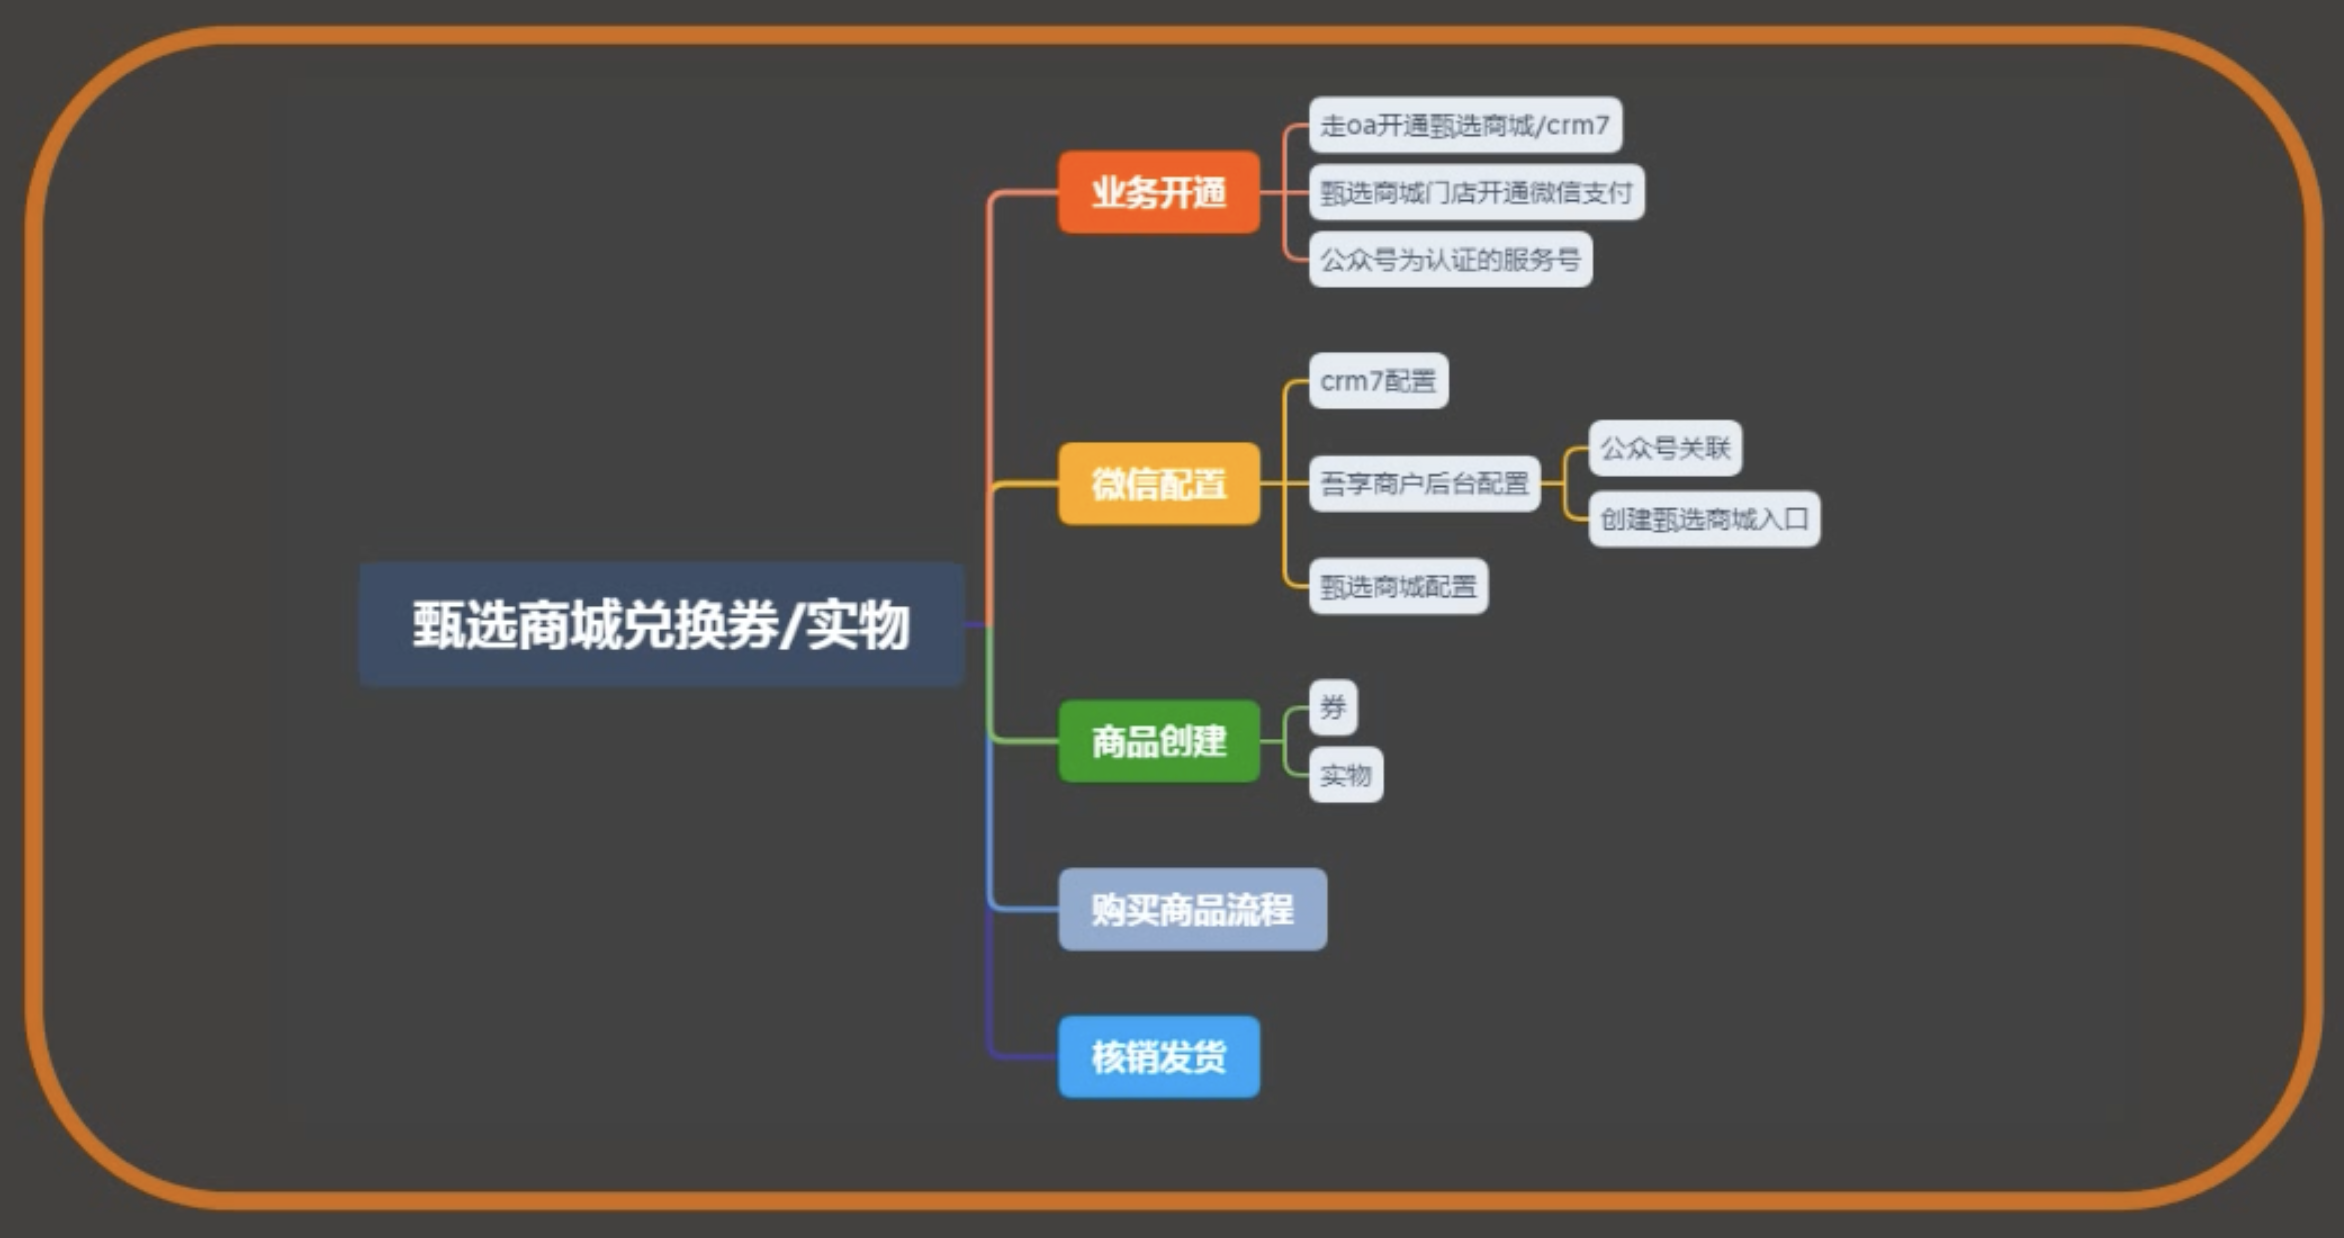 甄选商城兑换券/实物
业务开通
走oa开通甄选商城/crm7
甄选商城门店开通微信支付
公众号为认证的服务号
微信配置
crm7配置
吾享商户后台配置
公众号关联
创建甄选商城入口
甄选商城配置
商品创建
券
实物
购买商品流程
核销发货